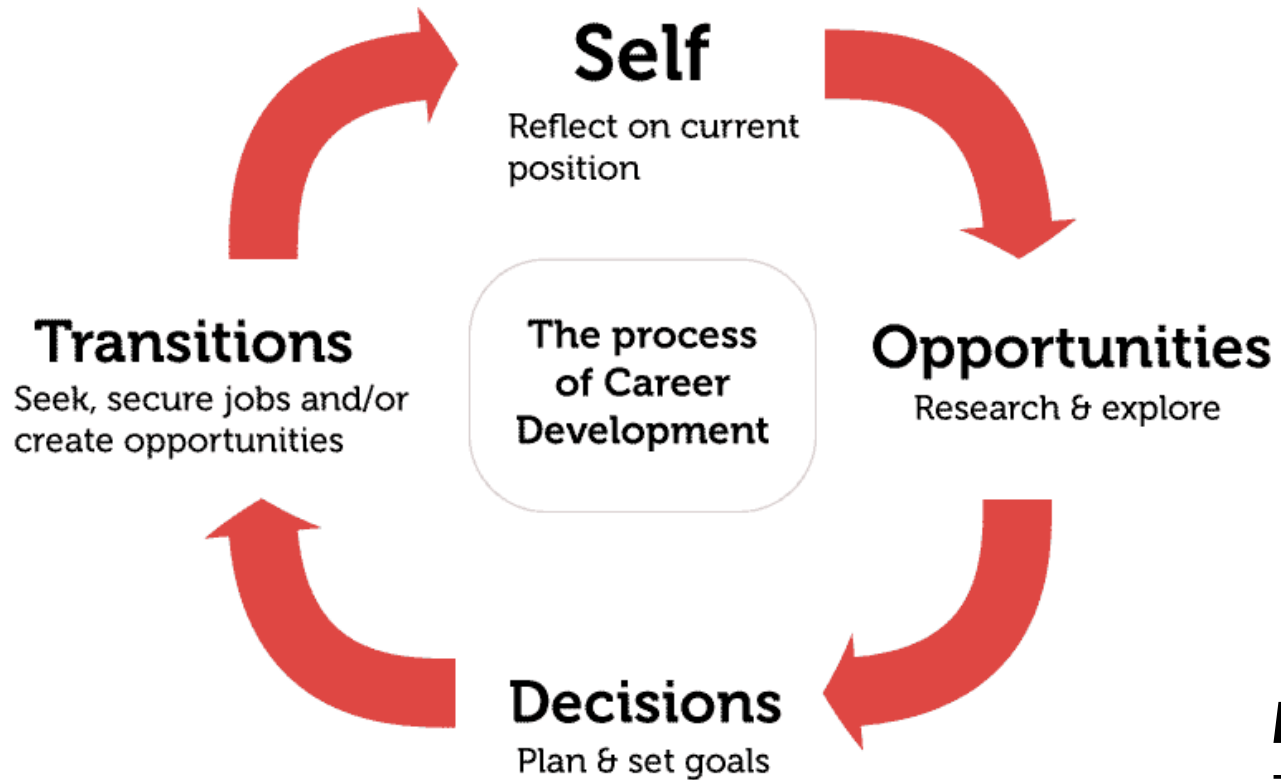 Self
Reflect on current
position
Transitions
Seek, secure jobs and/or
create opportunities
The process
of Career
Development
Opportunities
Research & explore
Decisions
Plan & set goals